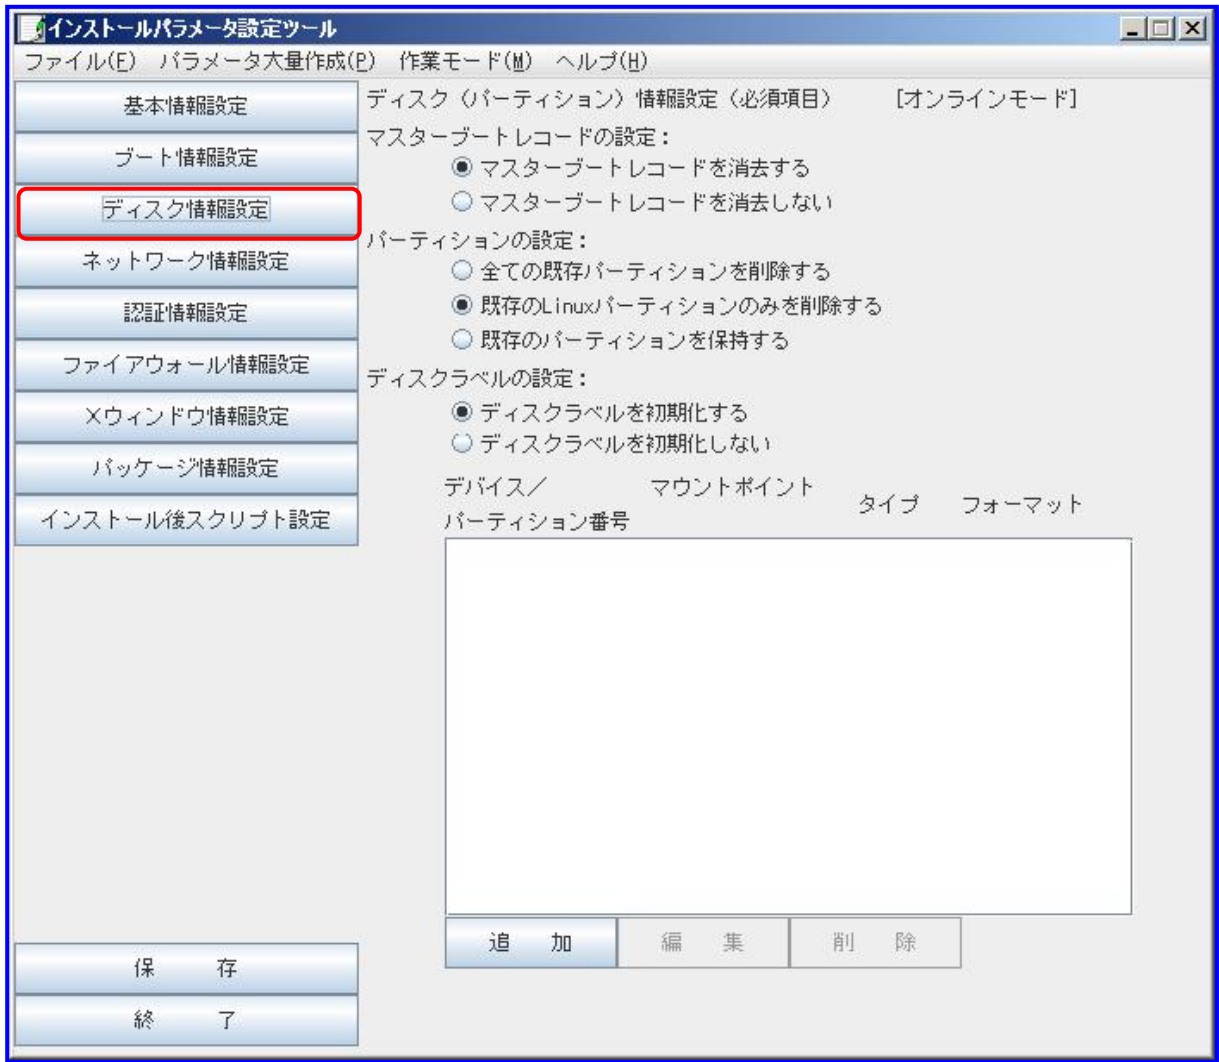 インストールパラメータ設定ツール
ファイル(F) パラメータ大量作成(P) 作業モード(M) ヘルプ(H)
基本情報設定
ブート情報設定
ディスク情報設定
ネットワーク情報設定
認証情報設定
ファイアウォール情報設定
Xウィンドウ情報設定
パッケージ情報設定
インストール後スクリプト設定
保 存
終 了
ディスク（パーティション）情報設定（必須項目） [オンラインモード]
マスターブートレコードの設定：
マスターブートレコードを消去する
マスターブートレコードを消去しない
パーティションの設定：
全ての既存パーティションを削除する
既存のLinuxパーティションのみを削除する
既存のパーティションを保持する
ディスクラベルの設定：
ディスクラベルを初期化する
ディスクラベルを初期化しない
デバイス／
パーティション番号
マウントポイント
タイプ
フォーマット
追 加
編 集
削 除